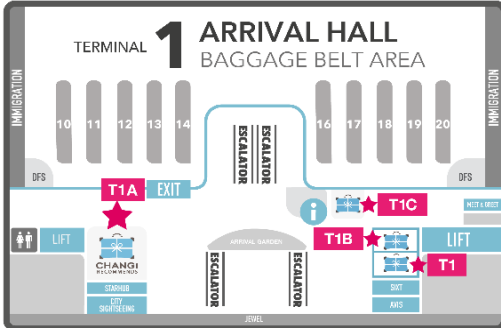 TERMINAL 1 ARRIVAL HALL
BAGGAGE BELT AREA
IMMIGRATION
IMMIGRATION
10 11 12 13 14
16 17 18 19 20
ESCALATOR
ESCALATOR
DFS
DFS
T1A
EXIT
T1C
MEET & GREET
i
LIFT
T1B
LIFT
ARRIVAL GARDEN
CHANGI
RECOMMENDS
T1
STARHUB
CITY
SIGHTSEEING
ESCALATOR
ESCALATOR
SIXT
AVIS
JEWEL